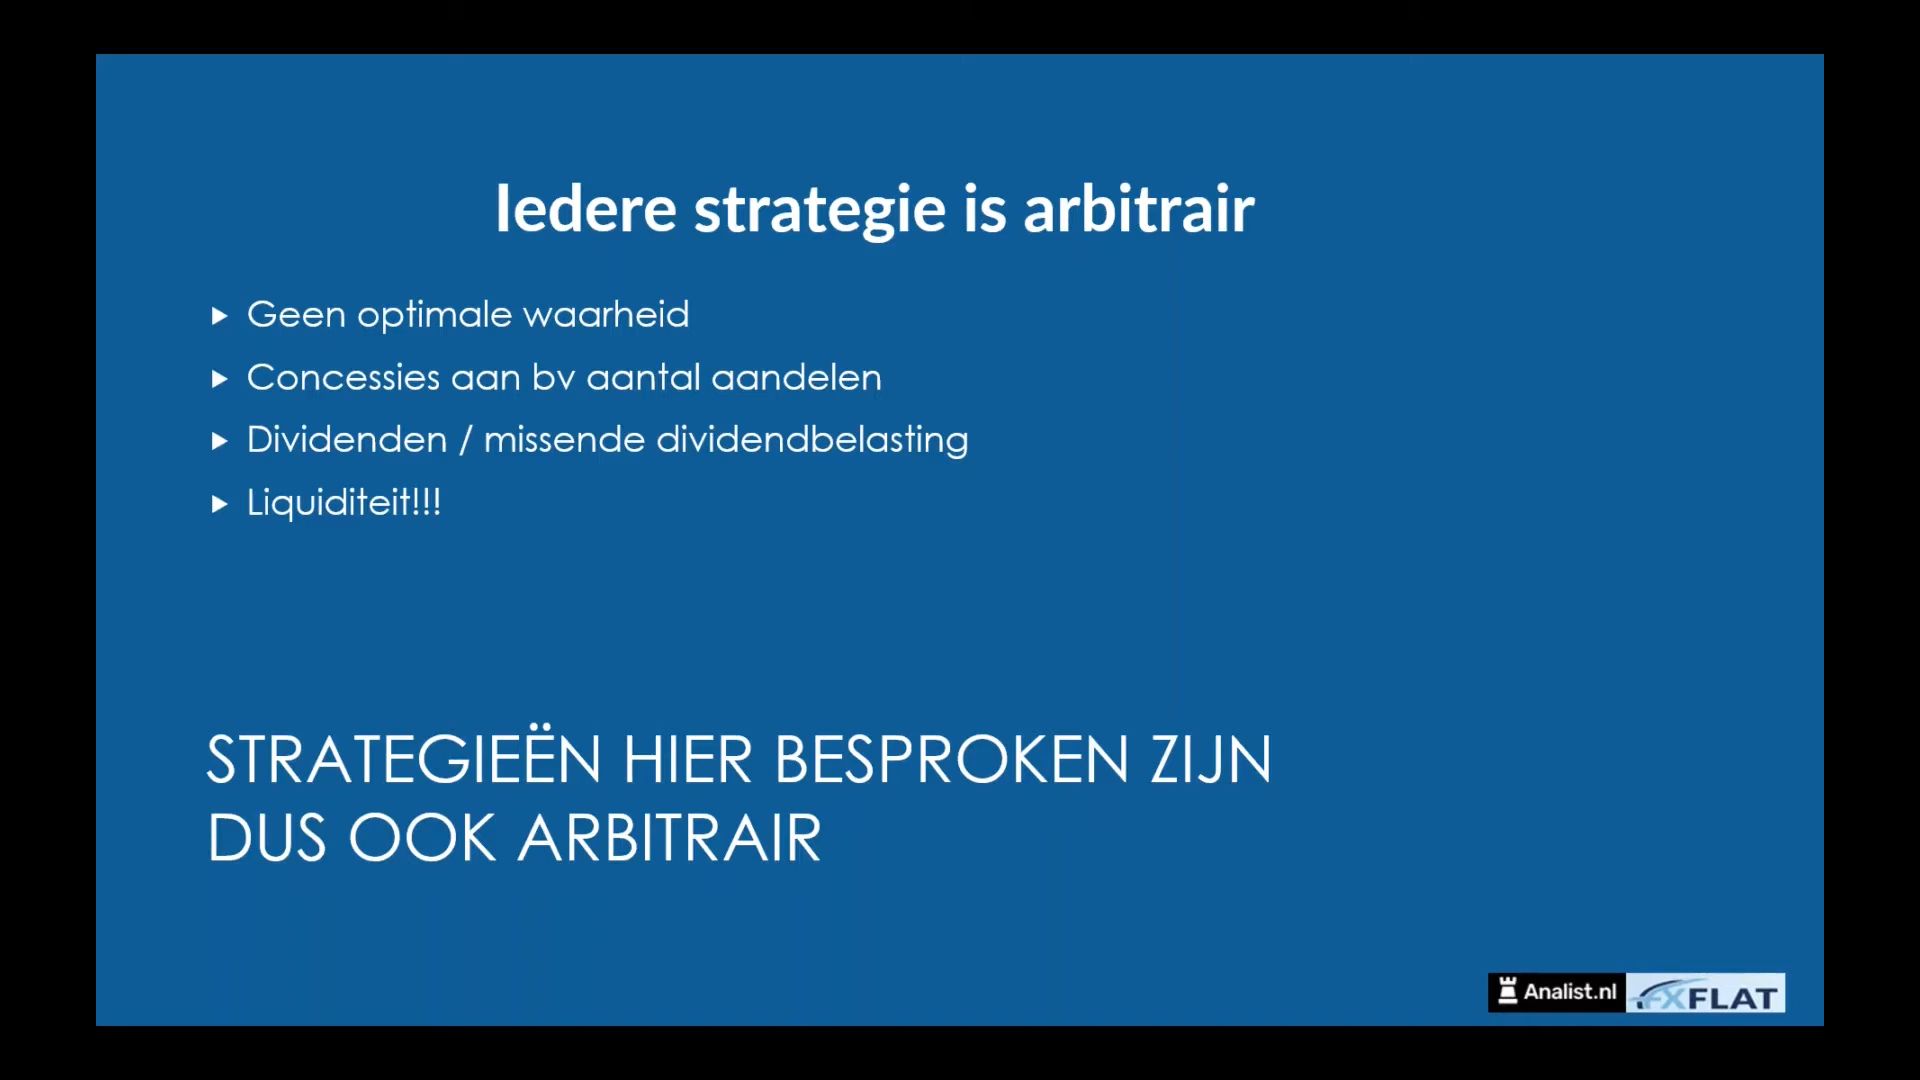 Iedere strategie is arbitrair
Geen optimale waarheid
Concessies aan bv aantal aandelen
Dividenden / missende dividendbelasting
Liquiditeit!!!
STRATEGIEËN HIER BESPROKEN ZIJN
DUS OOK ARBITRAIR
Analist.nl FXFLAT